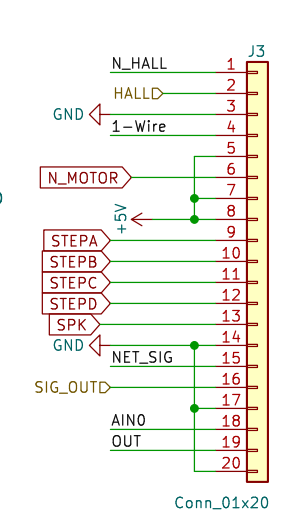 J3
N_HALL 1
HALL 2
GND 3
1-Wire 4
5
N_MOTOR 6
7
+5V 8
STEPA 9
STEPB 10
STEPC 11
STEPD 12
SPK 13
GND 14
NET_SIG 15
SIG_OUT 16
17
AIN0 18
OUT 19
20
Conn_01x20